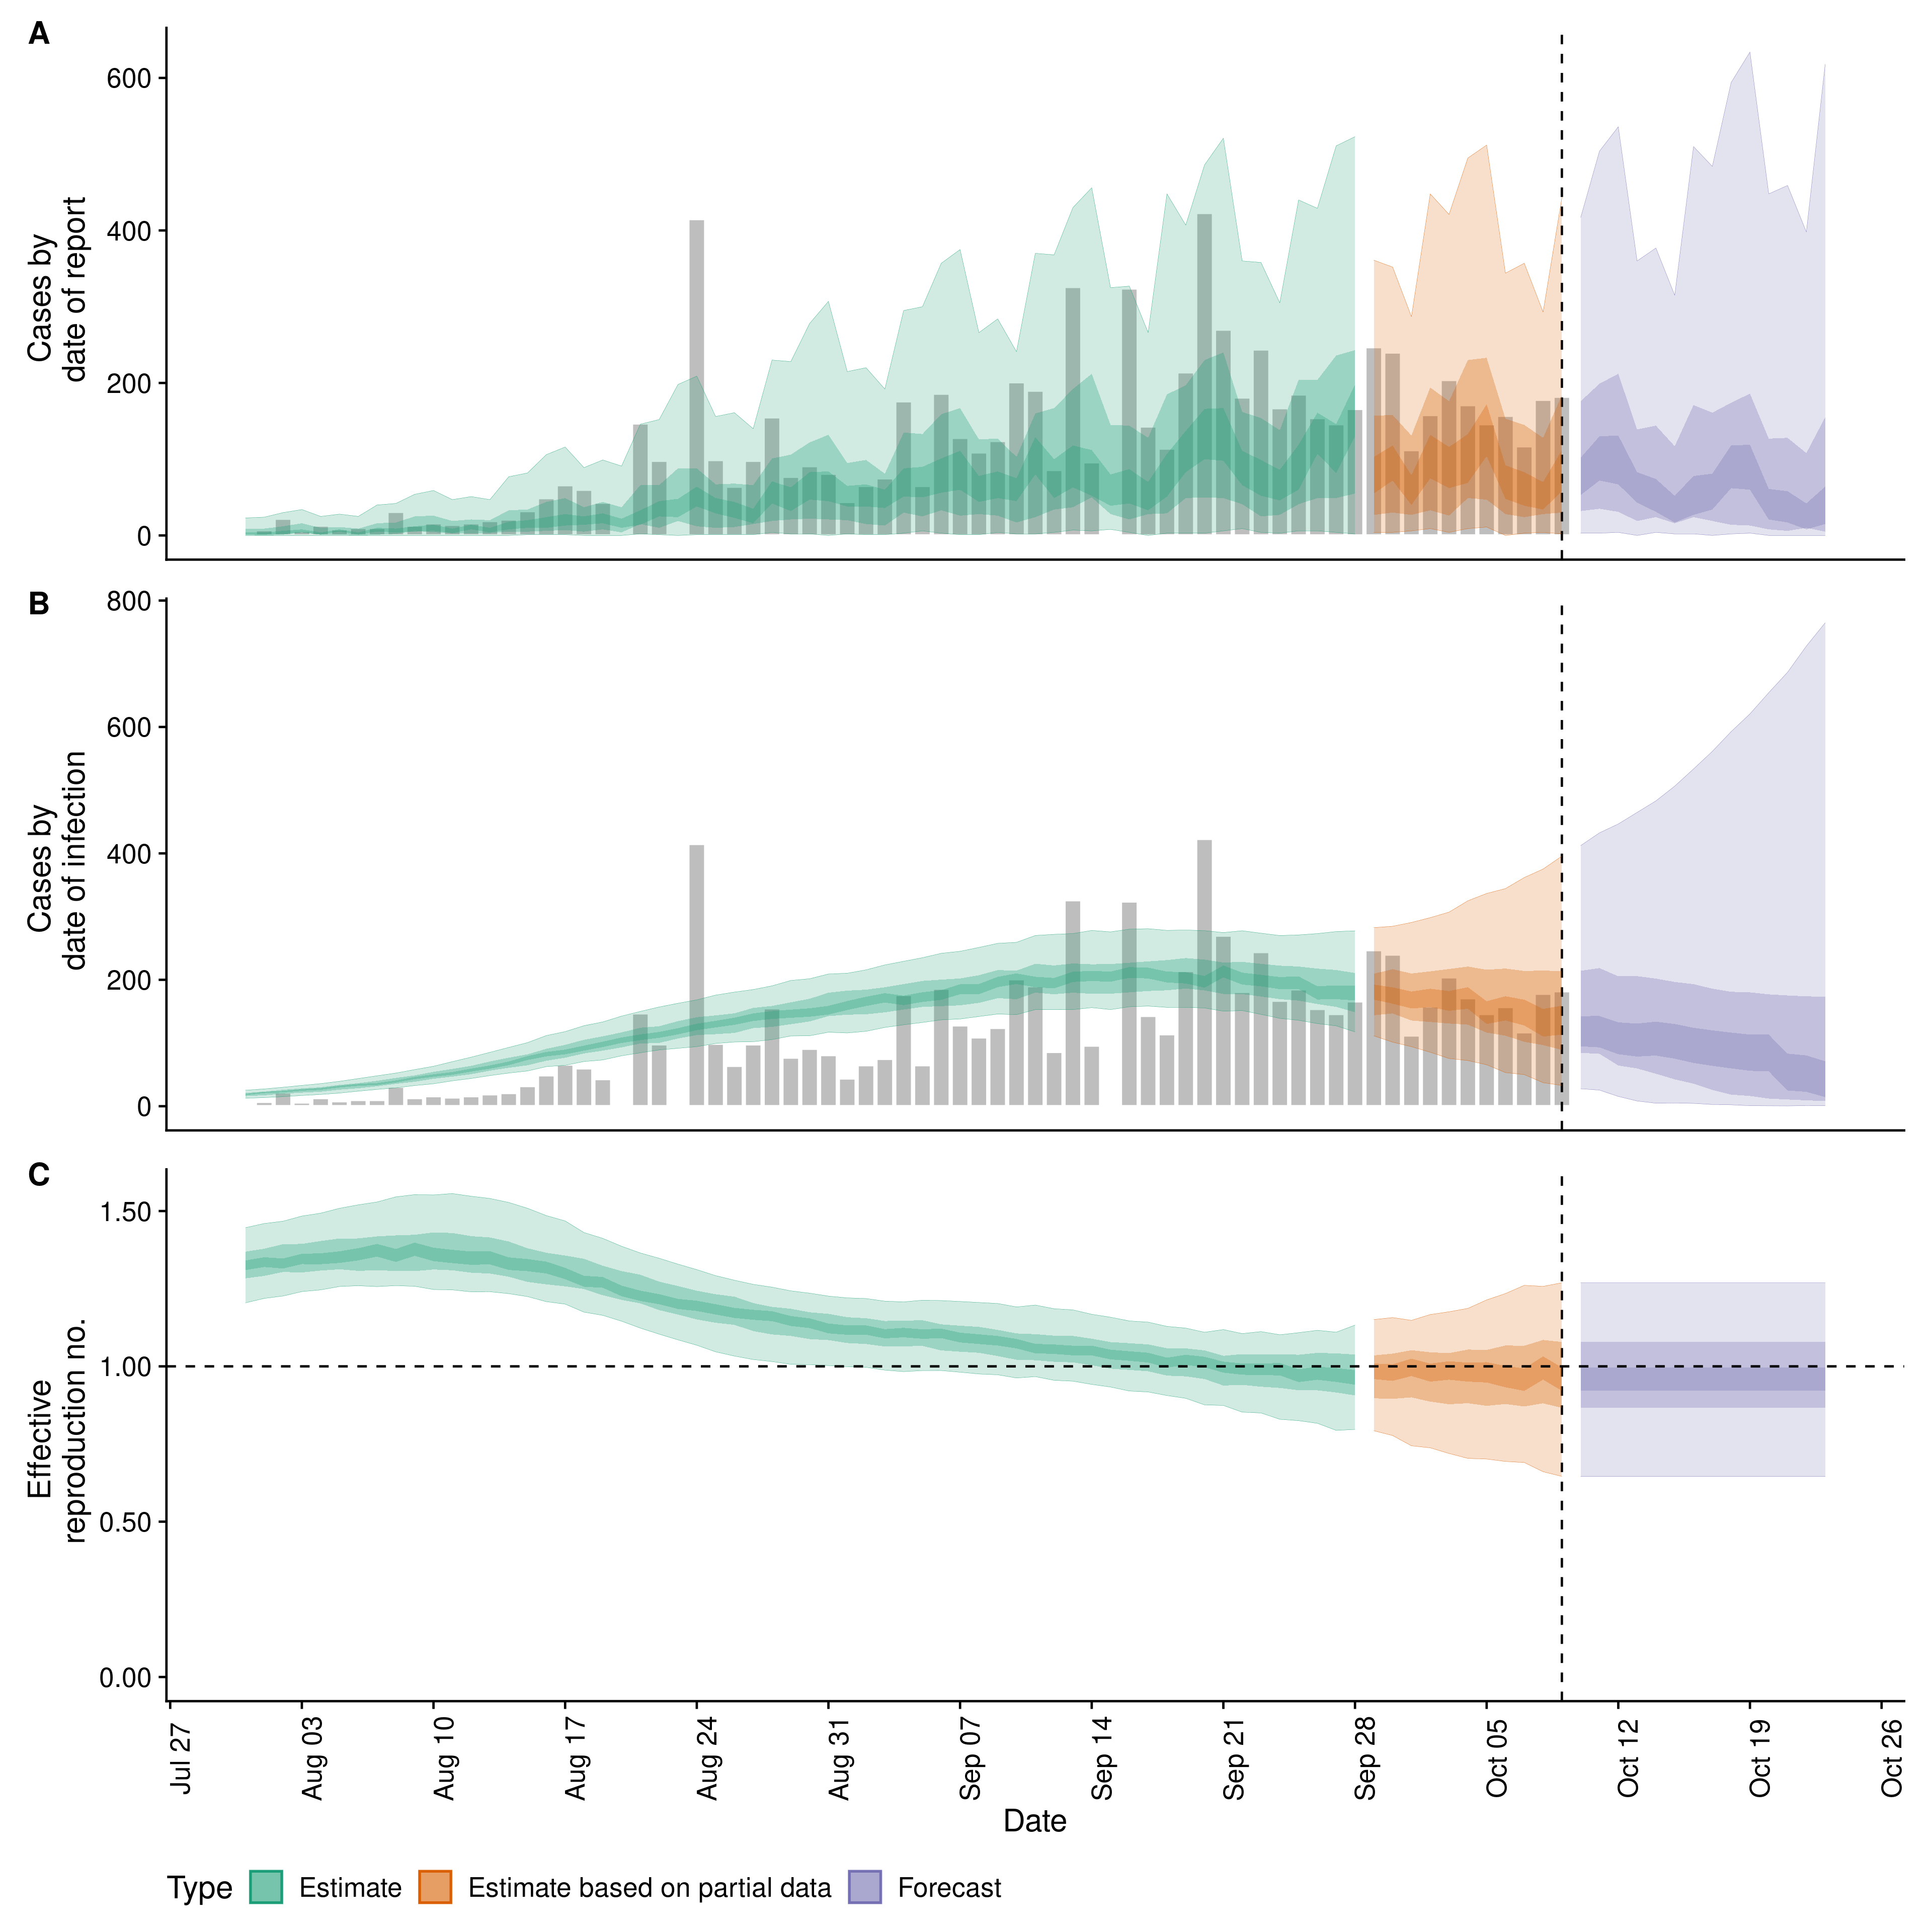 A
Cases by
date of report
600
400
200
0
B
Cases by
date of infection
800
600
400
200
0
C
Effective
reproduction no.
1.50
1.00
0.50
0.00
Jul 27
Aug 03
Aug 10
Aug 17
Aug 24
Aug 31
Sep 07
Sep 14
Sep 21
Sep 28
Oct 05
Oct 12
Oct 19
Oct 26
Date
Type Estimate Estimate based on partial data Forecast